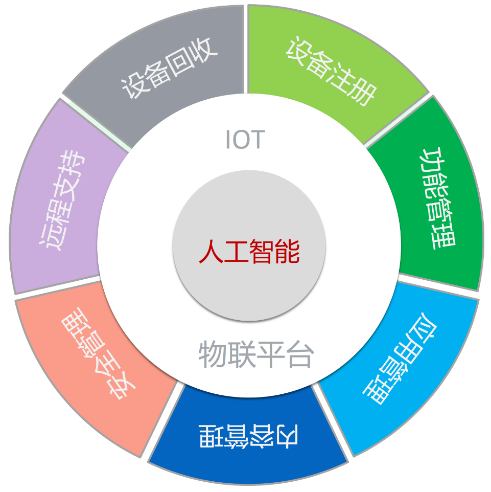 设备回收
设备注册
功能管理
应用管理
内容管理
安全管理
远程支持
IOT
人工智能
物联平台